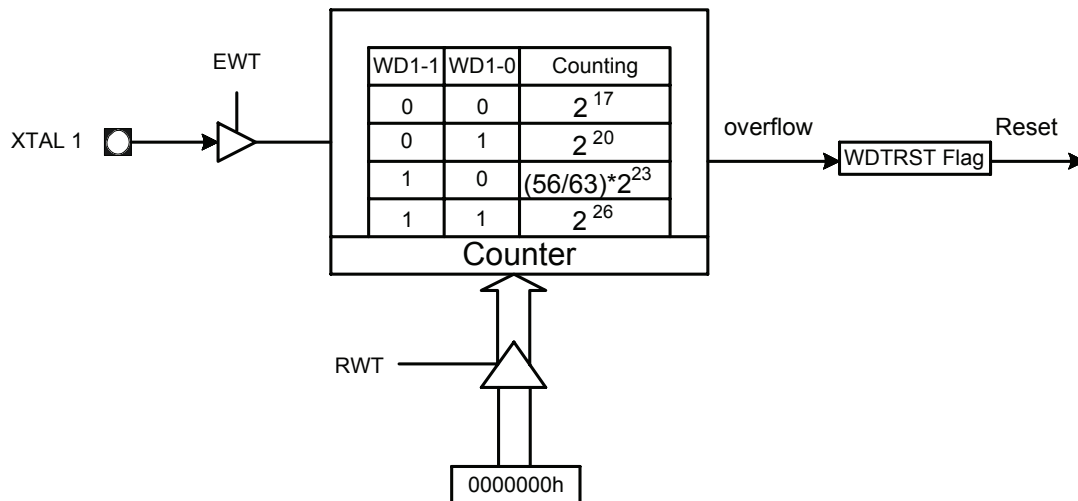 EWT
XTAL 1
WD1-1 WD1-0 Counting
0 0 2^17
0 1 2^20
1 0 (56/63)*2^23
1 1 2^26
Counter
overflow
WDTRST Flag
Reset
RWT
0000000h